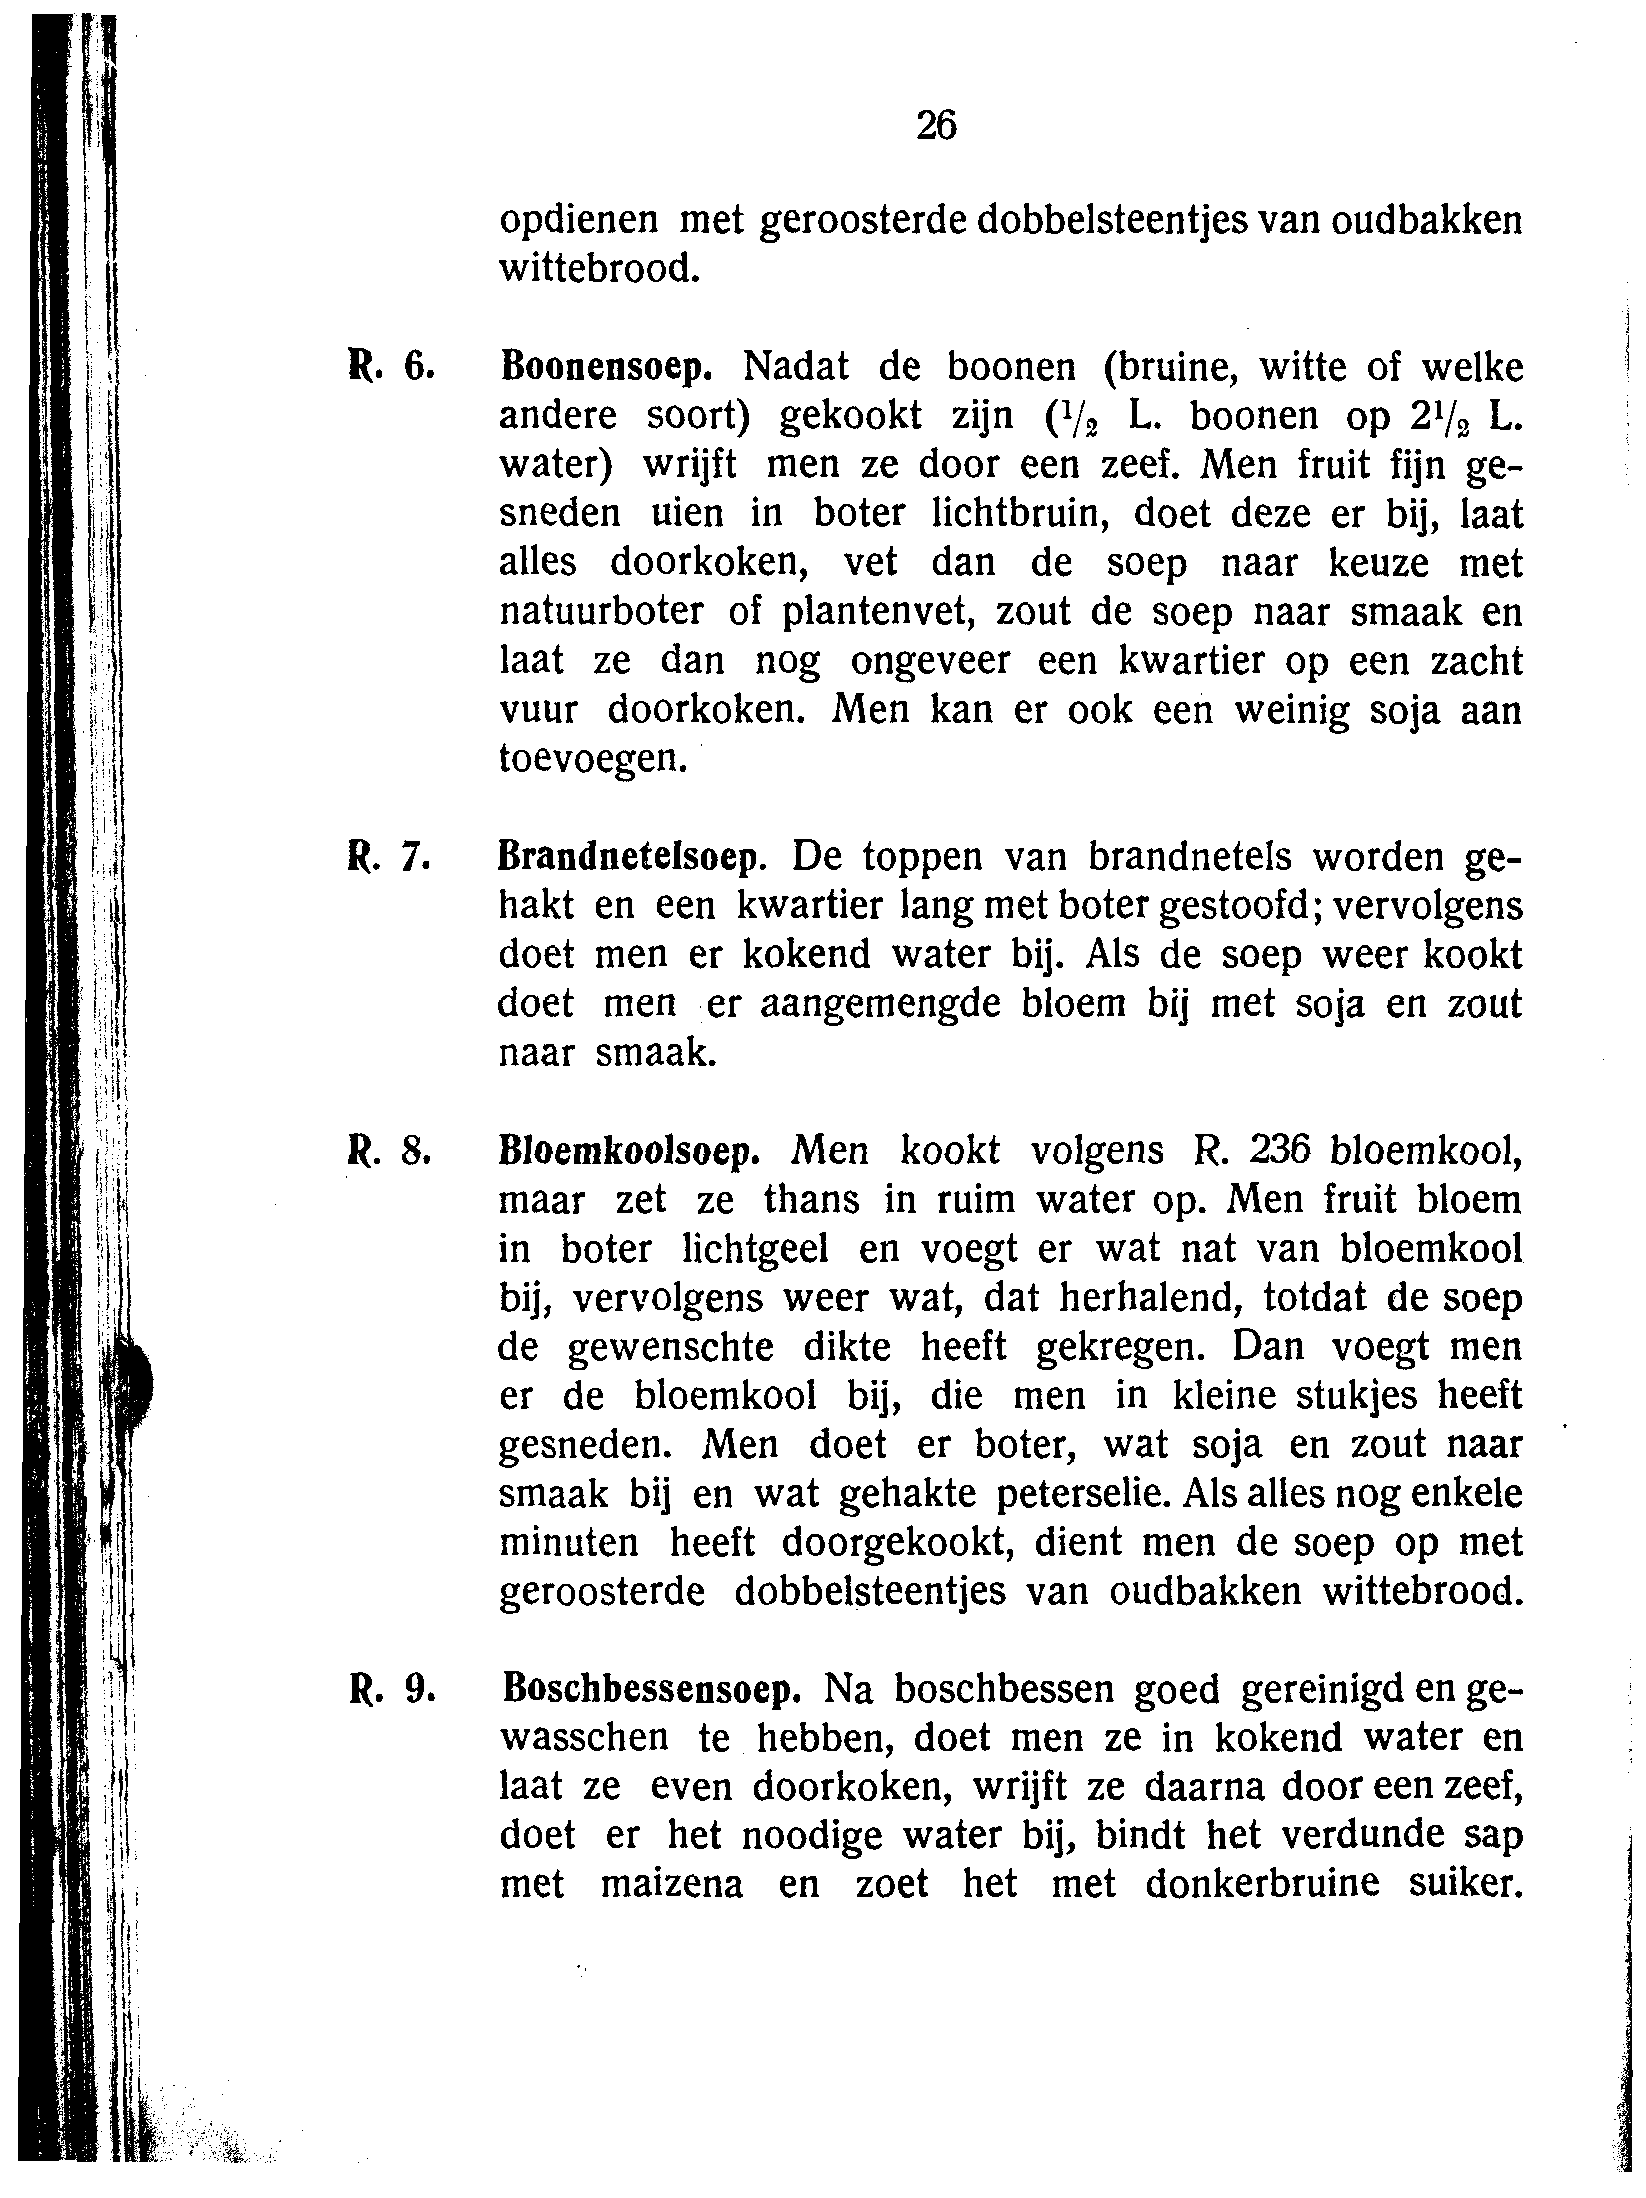 26
opdienen met geroosterde dobbelsteentjes van oudbakken
wittebrood.
R. 6. Boonensoep. Nadat de boonen (bruine, witte of welke
andere soort) gekookt zijn (1/2 L. boonen op 2 1/2 L.
water) wrijft men ze door een zeef. Men fruit fijn ge-
sneden uien in boter lichtbruin, doet deze er bij, laat
alles doorkoken, vet dan de soep naar keuze met
natuurboter of plantenvet, zout de soep naar smaak en
laat ze dan nog ongeveer een kwartier op een zacht
vuur doorkoken. Men kan er ook een weinig soja aan
toevoegen.
R. 7. Brandnetelsoep. De toppen van brandnetels worden ge-
hakt en een kwartier lang met boter gestoofd; vervolgens
doet men er kokend water bij. Als de soep weer kookt
doet men er aangemengde bloem bij met soja en zout
naar smaak.
R. 8. Bloemkoolsoep. Men kookt volgens R. 236 bloemkool,
maar zet ze thans in ruim water op. Men fruit bloem
in boter lichtgeel en voegt er wat nat van bloemkool
bij, vervolgens weer wat, dat herhalend, totdat de soep
de gewenschte dikte heeft gekregen. Dan voegt men
er de bloemkool bij, die men in kleine stukjes heeft
gesneden. Men doet er boter, wat soja en zout naar
smaak bij en wat gehakte peterselie. Als alles nog enkele
minuten heeft doorgekookt, dient men de soep op met
geroosterde dobbelsteentjes van oudbakken wittebrood.
R. 9. Boschbessensoep. Na boschbessen goed gereinigd en ge-
wasschen te hebben, doet men ze in kokend water en
laat ze even doorkoken, wrijft ze daarna door een zeef,
doet er het noodige water bij, bindt het verdunde sap
met maizena en zoet het met donkerbruine suiker.